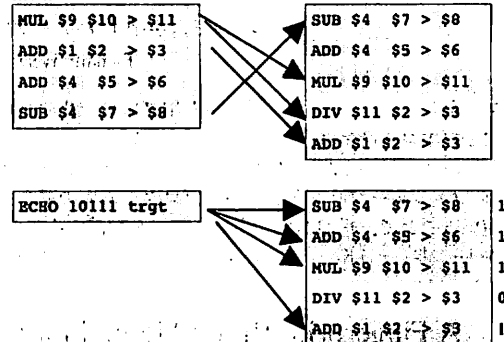 MUL $9 $10 > $11
ADD $1 $2 > $3
ADD $4 $5 > $6
SUB $4 $7 > $8
SUB $4 $7 > $8
ADD $4 $5 > $6
MUL $9 $10 > $11
DIV $11 $2 > $3
ADD $1 $2 > $3
ECHO 10111 trgt
SUB $4 $7 > $8 1
ADD $4 $5 > $6 1
MUL $9 $10 > $11 1
DIV $11 $2 > $3 0
ADD $1 $2 > $3